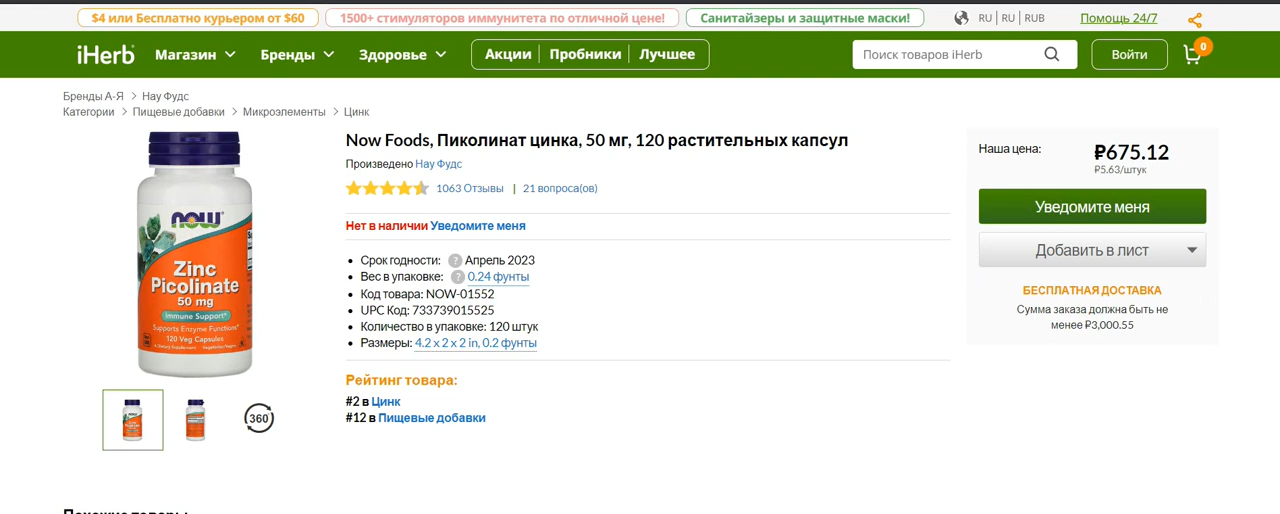 $4 или Бесплатно курьером от $60
1500+ стимуляторов иммунитета по отличной цене!
Санитайзеры и защитные маски!
RU | RU | RUB
Помощь 24/7
iHerb
Магазин
Бренды
Здоровье
Акции
Пробники
Лучшее
Поиск товаров iHerb
Войти
0
Бренды А-Я > Нау Фудс
Категории > Пищевые добавки > Микроэлементы > Цинк
NOW
Zinc
Picolinate
50 mg
Immune Support*
Supports Enzyme Functions*
120 Veg Capsules
360
Now Foods, Пиколинат цинка, 50 мг, 120 растительных капсул
Произведено Нау Фудс
1063 Отзывы | 21 вопроса(ов)
Нет в наличии Уведомите меня
Срок годности: ? Апрель 2023
Вес в упаковке: ? 0.24 фунты
Код товара: NOW-01552
UPC Код: 733739015525
Количество в упаковке: 120 штук
Размеры: 4.2 x 2 x 2 in, 0.2 фунты
Рейтинг товара:
#2 в Цинк
#12 в Пищевые добавки
Наша цена:
₽675.12
₽5.63/штук
Уведомите меня
Добавить в лист
БЕСПЛАТНАЯ ДОСТАВКА
Сумма заказа должна быть не
менее ₽3,000.55
Похожие товары